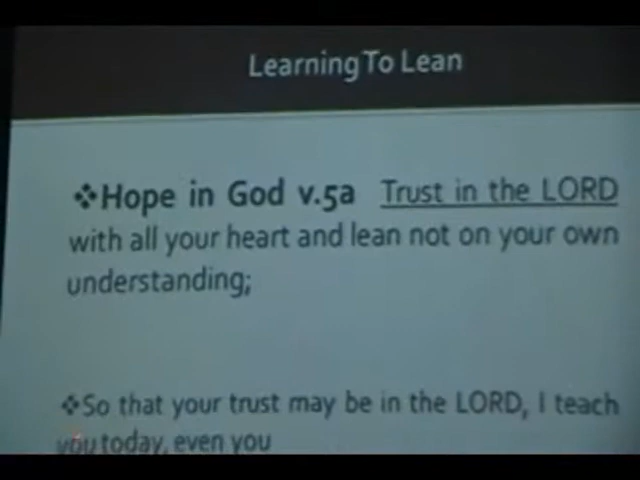 Learning To Lean
❖Hope in God v.5a Trust in the LORD
with all your heart and lean not on your own
understanding;
❖So that your trust may be in the LORD, I teach
you today, even you